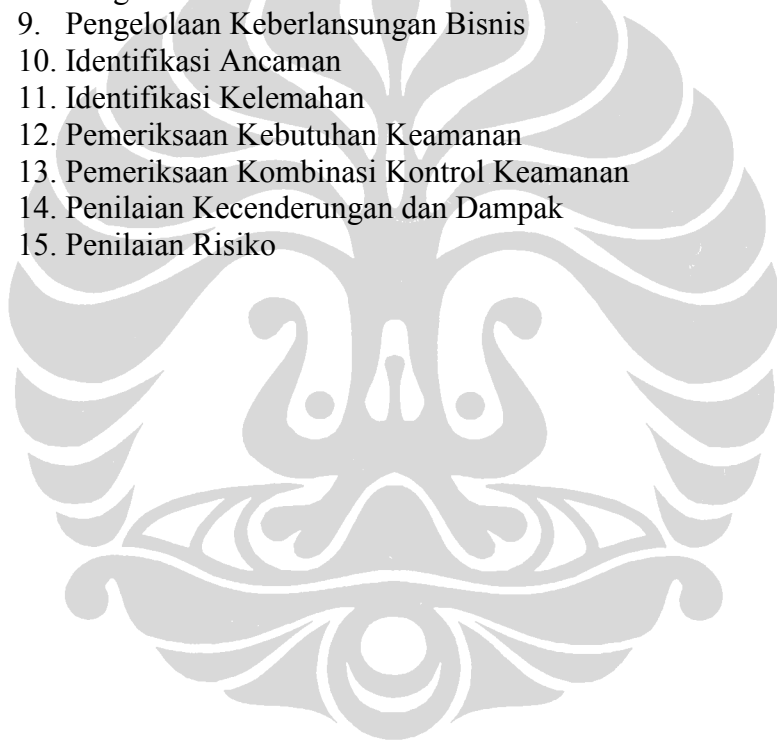 9. Pengelolaan Keberlansungan Bisnis
10. Identifikasi Ancaman
11. Identifikasi Kelemahan
12. Pemeriksaan Kebutuhan Keamanan
13. Pemeriksaan Kombinasi Kontrol Keamanan
14. Penilaian Kecenderungan dan Dampak
15. Penilaian Risiko